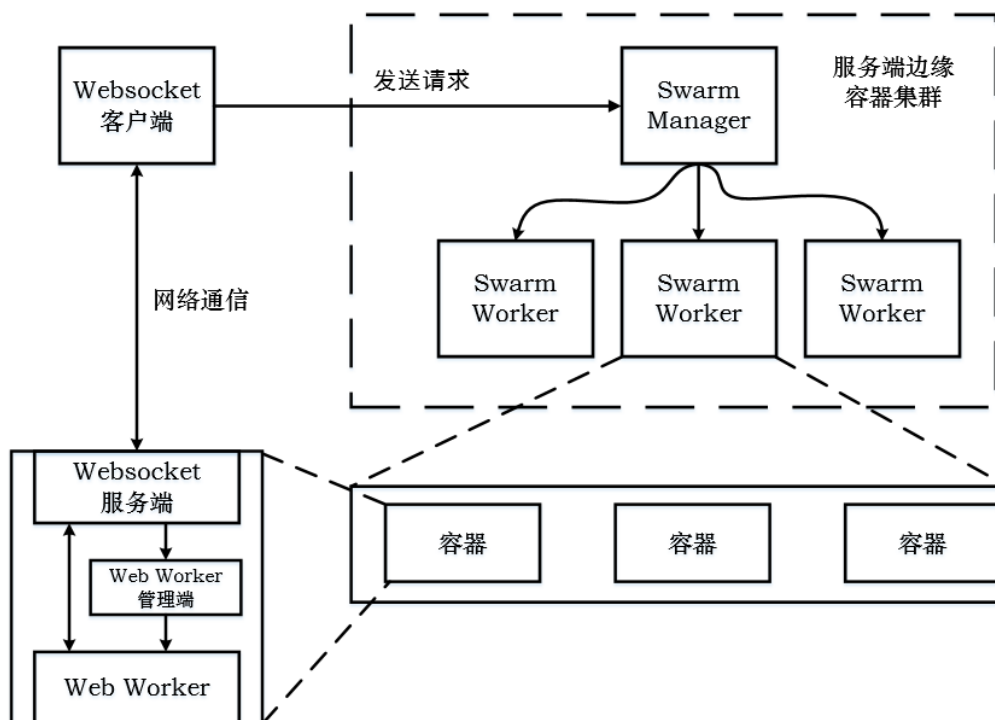 Websocket
客户端
发送请求
Swarm
Manager
服务端边缘
容器集群
Swarm
Worker
Swarm
Worker
Swarm
Worker
网络通信
Websocket
服务端
Web Worker
管理端
Web Worker
容器
容器
容器